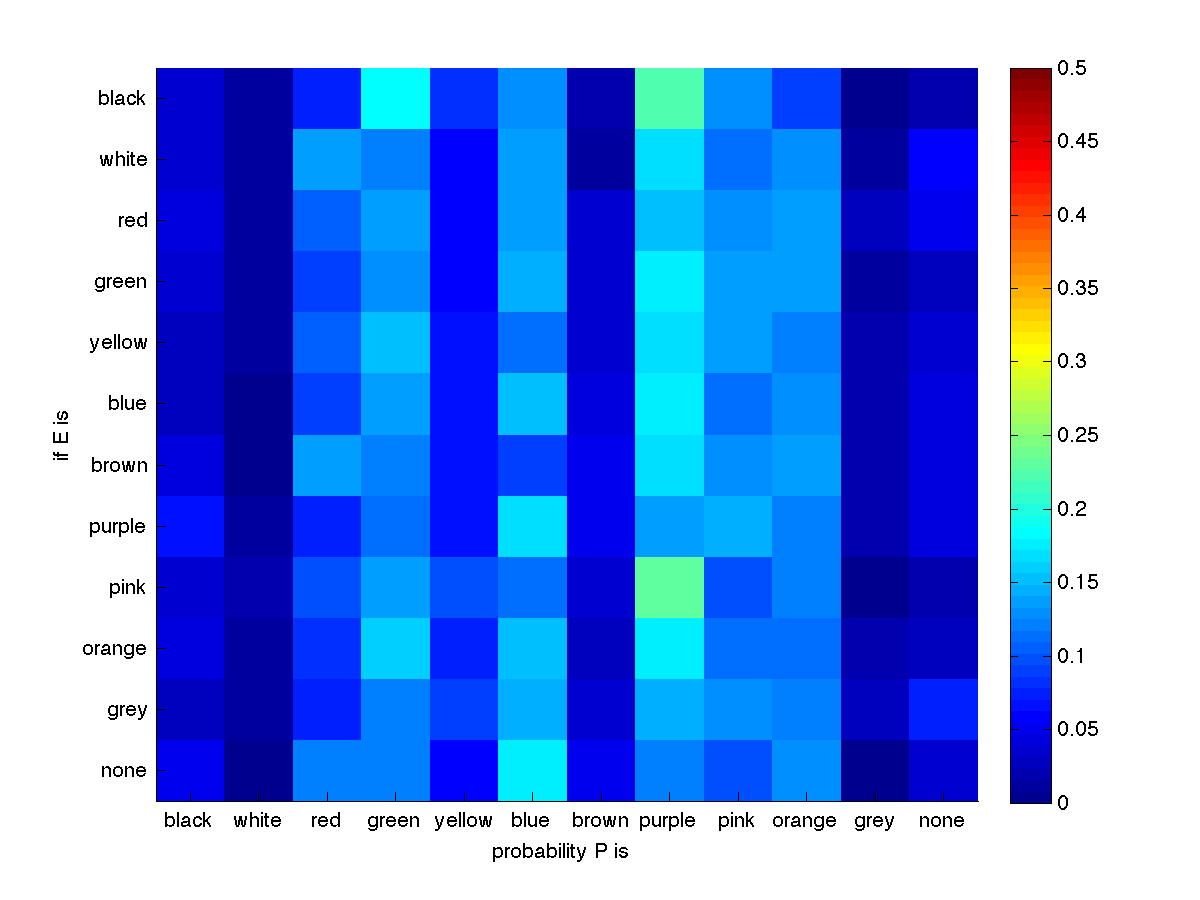 black
white
red
green
yellow
blue
brown
purple
pink
orange
grey
none
if E is
black white red green yellow blue brown purple pink orange grey none
probability P is
0.5
0.45
0.4
0.35
0.3
0.25
0.2
0.15
0.1
0.05
0